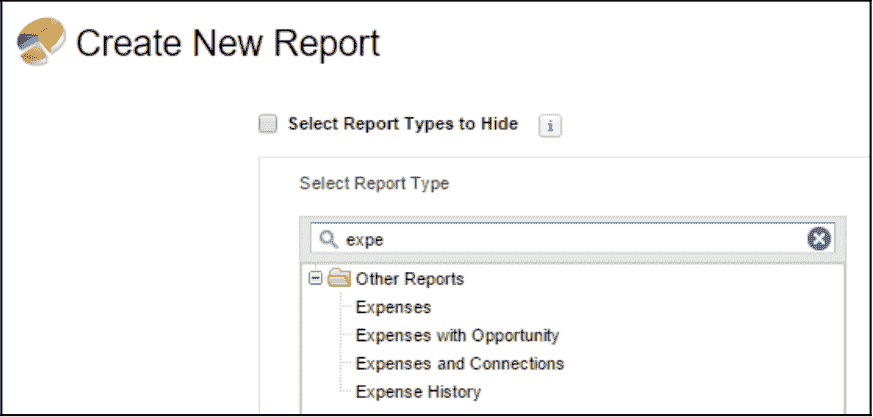 Create New Report
Select Report Types to Hide i
Select Report Type
expe
Other Reports
Expenses
Expenses with Opportunity
Expenses and Connections
Expense History